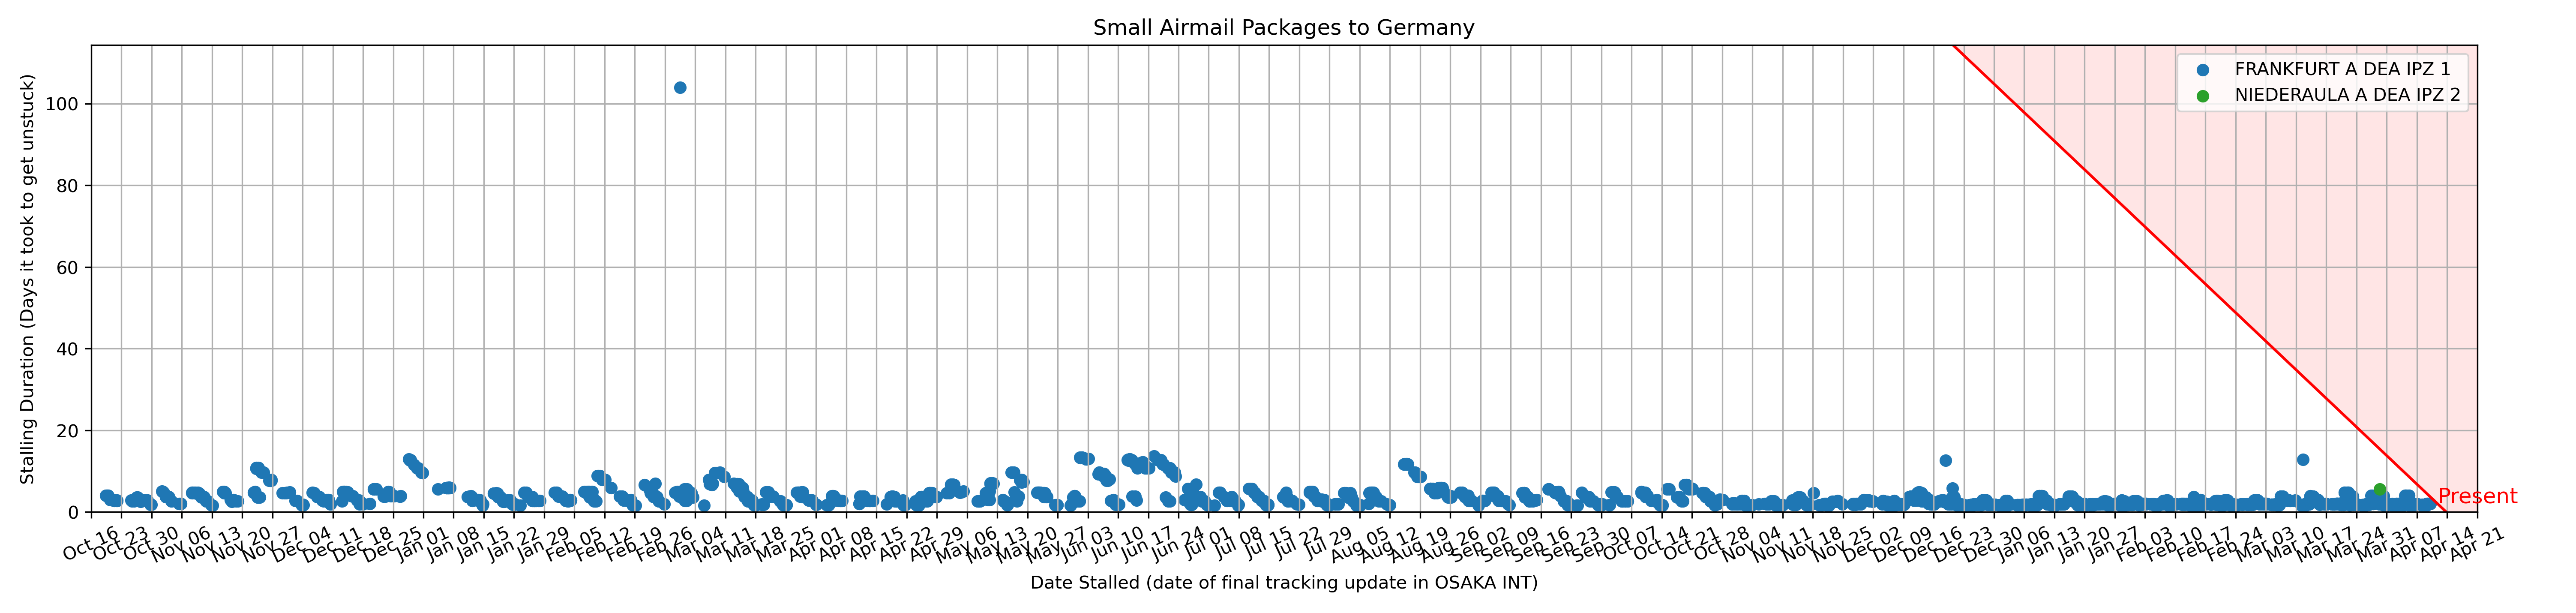 Small Airmail Packages to Germany
FRANKFURT A DEA IPZ 1
NIEDERAULA A DEA IPZ 2
Stalling Duration (Days it took to get unstuck)
100
80
60
40
20
0
Present
Oct 16 Oct 23 Oct 30 Nov 06 Nov 13 Nov 20 Nov 27 Dec 04 Dec 11 Dec 18 Dec 25 Jan 01 Jan 08 Jan 15 Jan 22 Jan 29 Feb 05 Feb 12 Feb 19 Feb 26 Mar 04 Mar 11 Mar 18 Mar 25 Apr 01 Apr 08 Apr 15 Apr 22 Apr 29 May 06 May 13 May 20 May 27 Jun 03 Jun 10 Jun 17 Jun 24 Jul 01 Jul 08 Jul 15 Jul 22 Jul 29 Aug 05 Aug 12 Aug 19 Aug 26 Sep 02 Sep 09 Sep 16 Sep 23 Sep 30 Oct 07 Oct 14 Oct 21 Oct 28 Nov 04 Nov 11 Nov 18 Nov 25 Dec 02 Dec 09 Dec 16 Dec 23 Dec 30 Jan 06 Jan 13 Jan 20 Jan 27 Feb 03 Feb 10 Feb 17 Feb 24 Mar 03 Mar 10 Mar 17 Mar 24 Mar 31 Apr 07 Apr 14 Apr 21
Date Stalled (date of final tracking update in OSAKA INT)